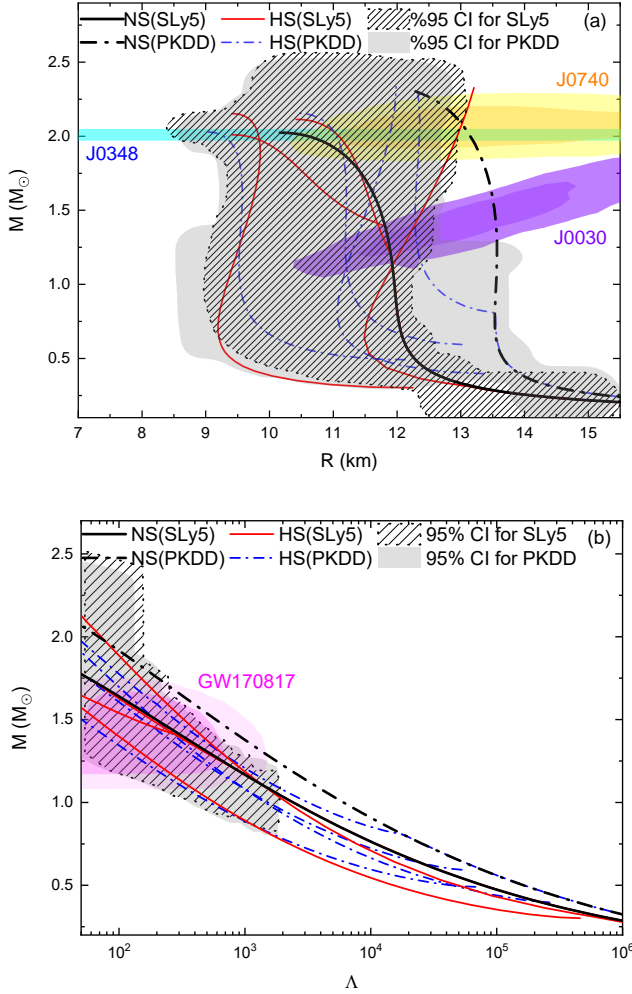 NS(SLy5) HS(SLy5) %95 CI for SLy5 (a)
NS(PKDD) HS(PKDD) %95 CI for PKDD
J0740
J0348
J0030
M (M⊙)
2.5
2.0
1.5
1.0
0.5
7 8 9 10 11 12 13 14 15
R (km)
NS(SLy5) HS(SLy5) 95% CI for SLy5 (b)
NS(PKDD) HS(PKDD) 95% CI for PKDD
GW170817
M (M⊙)
2.5
2.0
1.5
1.0
0.5
10² 10³ 10⁴ 10⁵ 10⁶
Λ